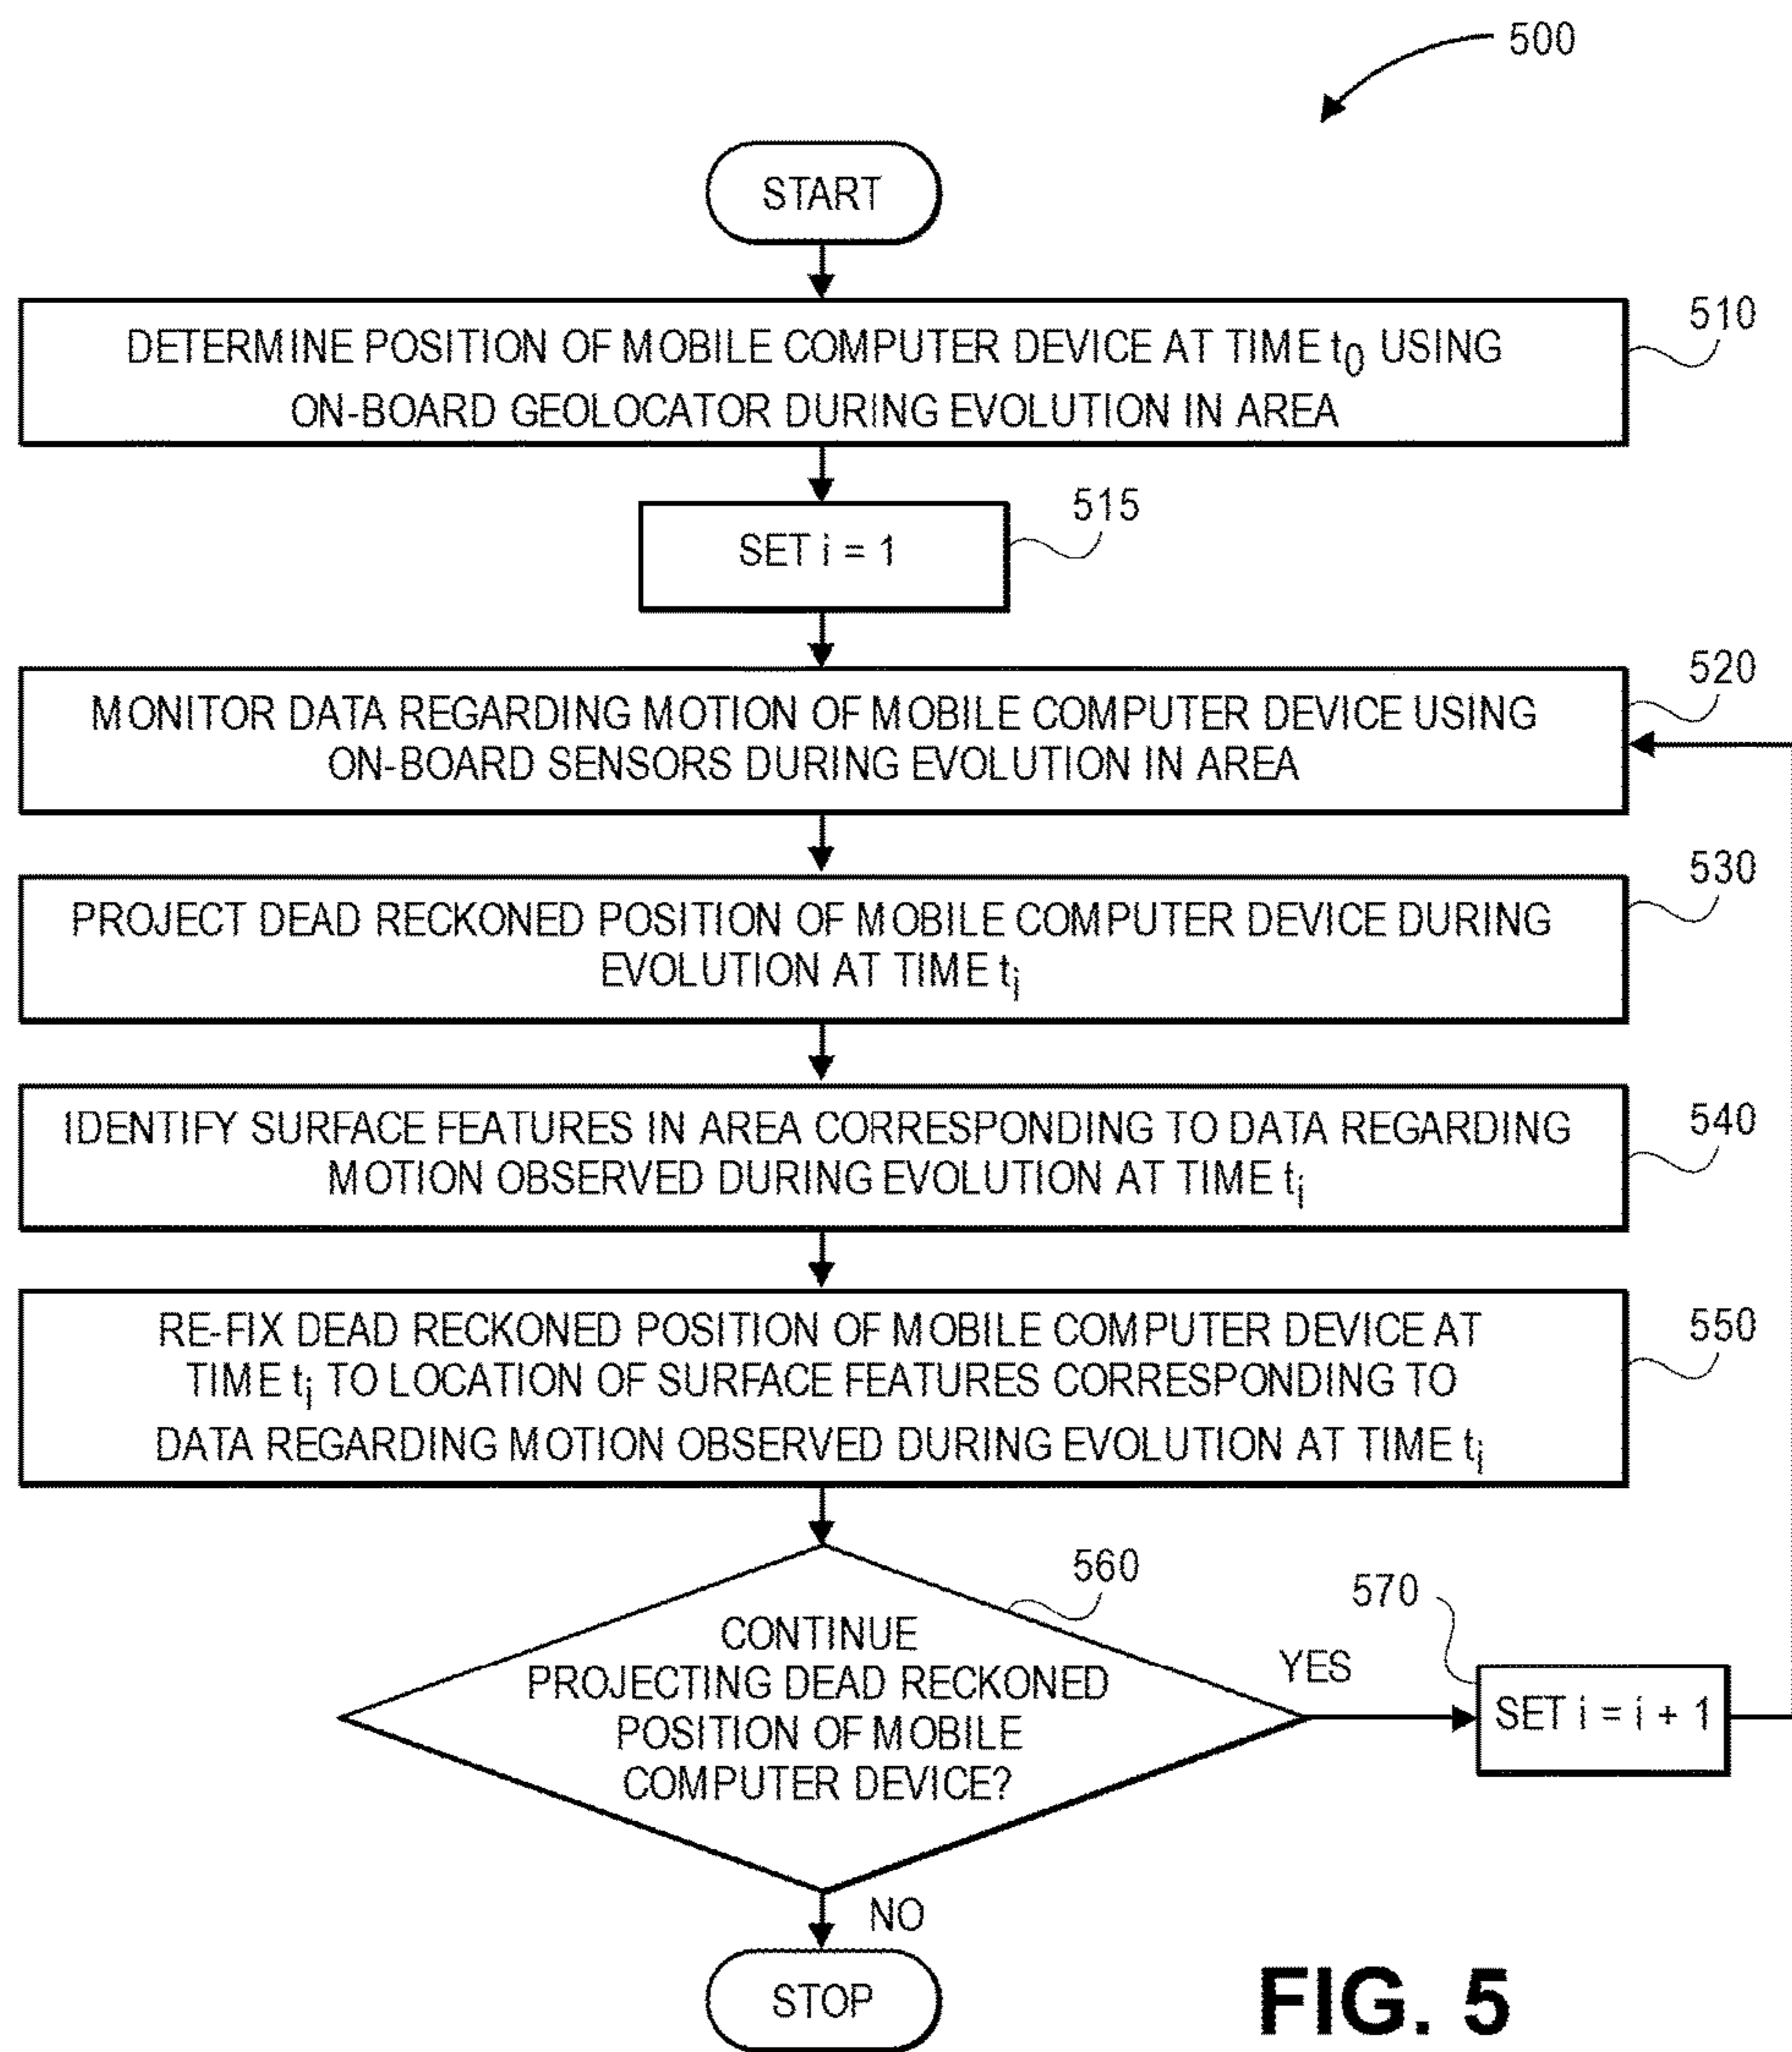 500
START
DETERMINE POSITION OF MOBILE COMPUTER DEVICE AT TIME t0 USING
ON-BOARD GEOLOCATOR DURING EVOLUTION IN AREA
510
SET i = 1
515
MONITOR DATA REGARDING MOTION OF MOBILE COMPUTER DEVICE USING
ON-BOARD SENSORS DURING EVOLUTION IN AREA
520
PROJECT DEAD RECKONED POSITION OF MOBILE COMPUTER DEVICE DURING
EVOLUTION AT TIME ti
530
IDENTIFY SURFACE FEATURES IN AREA CORRESPONDING TO DATA REGARDING
MOTION OBSERVED DURING EVOLUTION AT TIME ti
540
RE-FIX DEAD RECKONED POSITION OF MOBILE COMPUTER DEVICE AT
TIME ti TO LOCATION OF SURFACE FEATURES CORRESPONDING TO
DATA REGARDING MOTION OBSERVED DURING EVOLUTION AT TIME ti
550
CONTINUE
PROJECTING DEAD RECKONED
POSITION OF MOBILE
COMPUTER DEVICE?
560
YES
570
SET i = i + 1
NO
STOP
FIG. 5